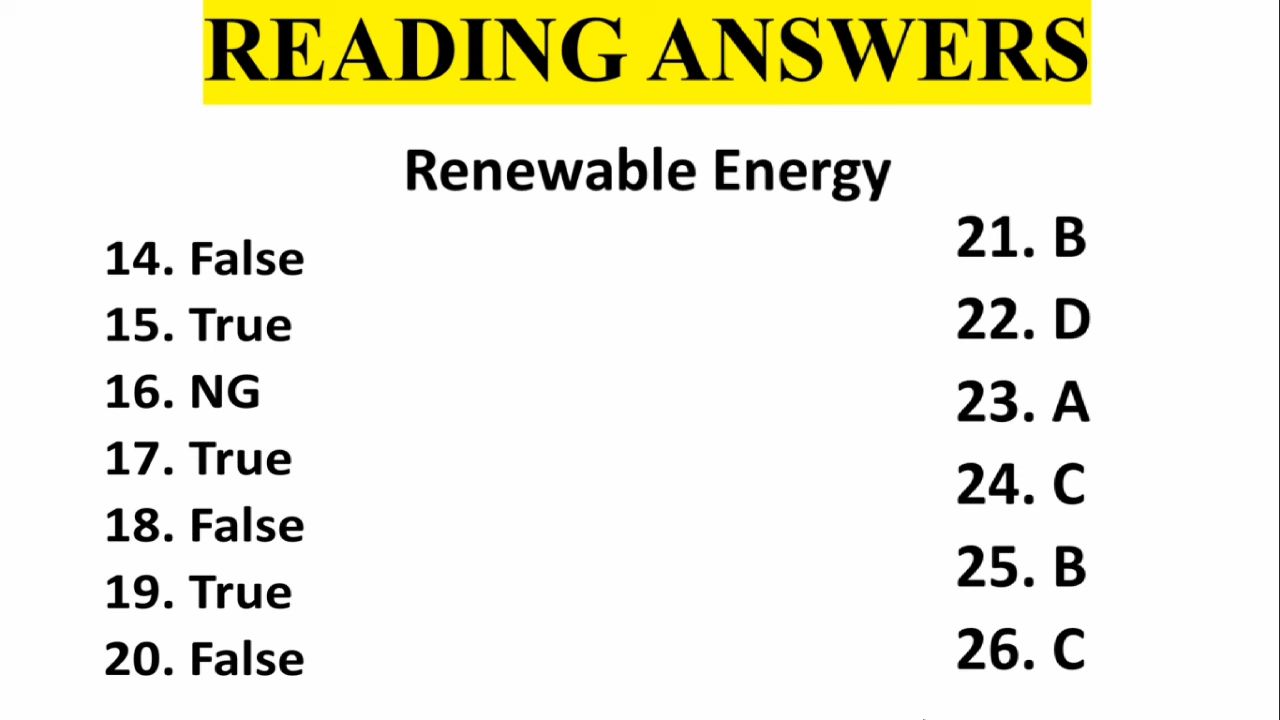 READING ANSWERS
Renewable Energy
14. False
15. True
16. NG
17. True
18. False
19. True
20. False
21. B
22. D
23. A
24. C
25. B
26. C